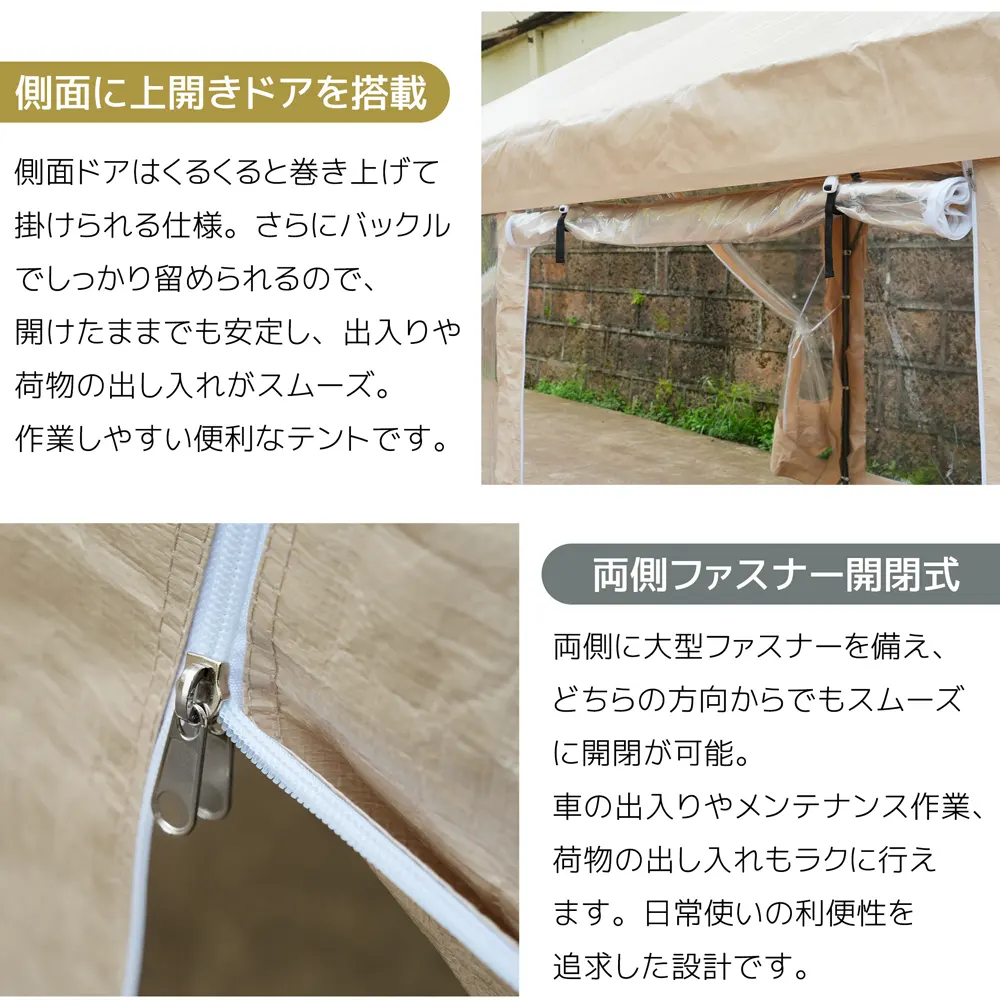 側面に上開きドアを搭載
側面ドアはくるくると巻き上げて
掛けられる仕様。さらにバックル
でしっかり留められるので、
開けたままでも安定し、出入りや
荷物の出し入れがスムーズ。
作業しやすい便利なテントです。
両側ファスナー開閉式
両側に大型ファスナーを備え、
どちらの方向からでもスムーズ
に開閉が可能。
車の出入りやメンテナンス作業、
荷物の出し入れもラクに行え
ます。日常使いの利便性を
追求した設計です。